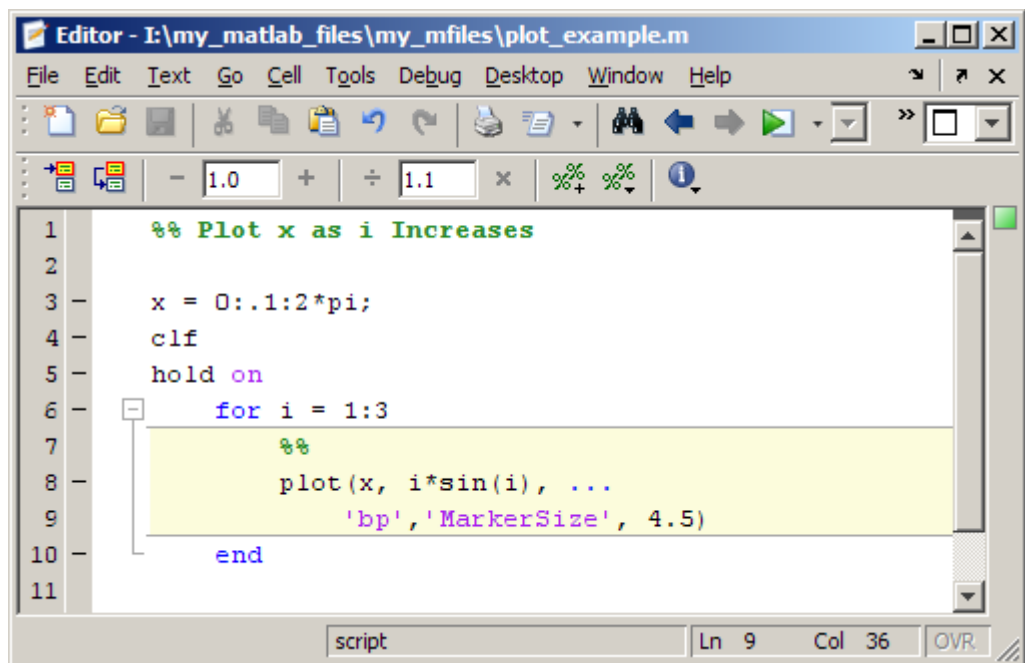 Editor - I:\my_matlab_files\my_mfiles\plot_example.m
File Edit Text Go Cell Tools Debug Desktop Window Help
1.0 1.1
1 %% Plot x as i Increases
2
3 x = 0:.1:2*pi;
4 clf
5 hold on
6 for i = 1:3
7 %%
8 plot(x, i*sin(i), ...
9 'bp','MarkerSize', 4.5)
10 end
11
script Ln 9 Col 36 OVR